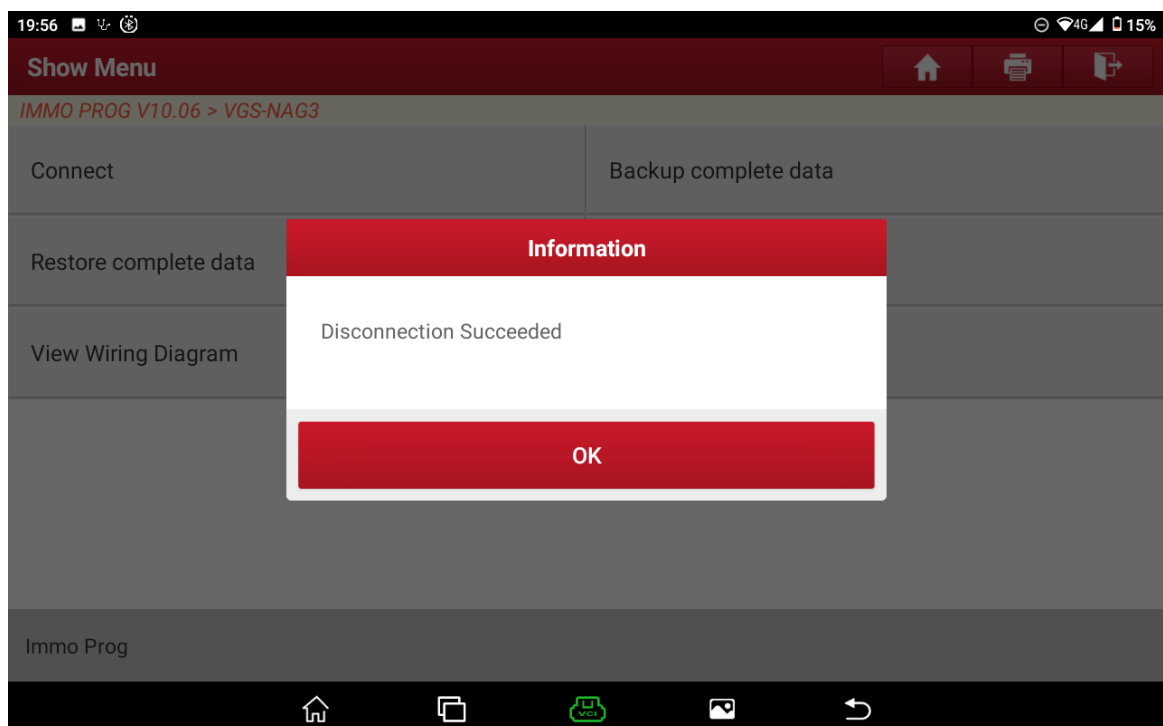 19:56 4G 15%
Show Menu
IMMO PROG V10.06 > VGS-NAG3
Connect
Backup complete data
Restore complete data
View Wiring Diagram
Information
Disconnection Succeeded
OK
Immo Prog
VCI